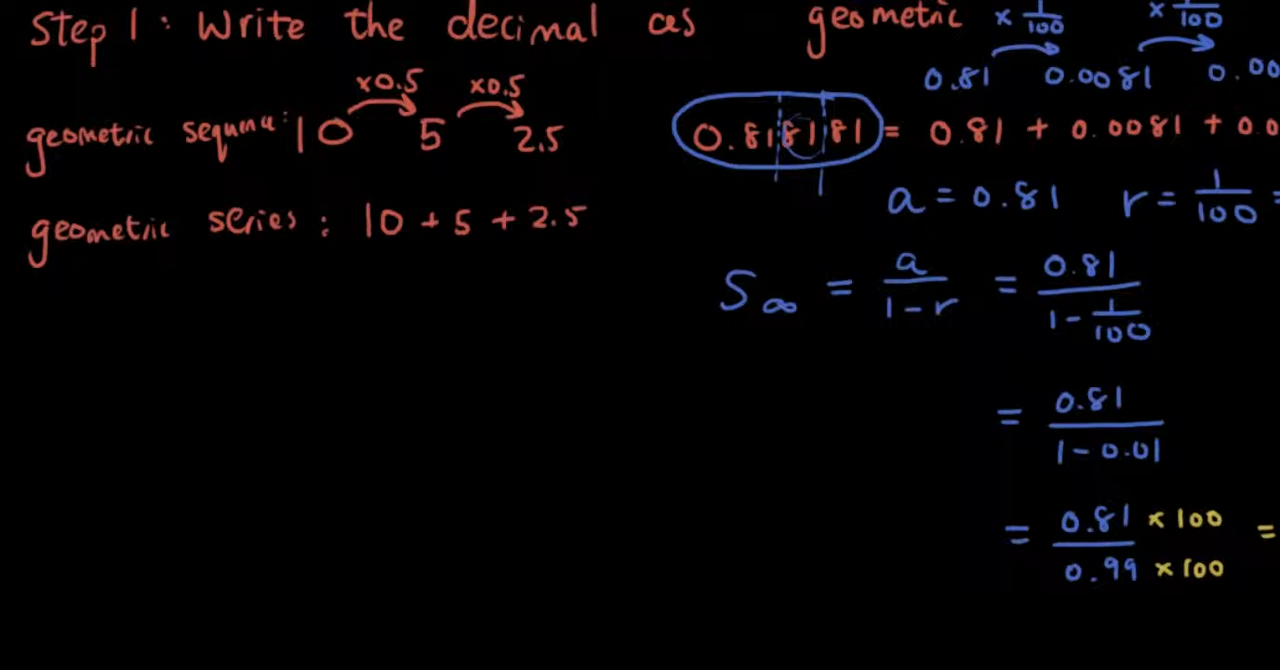 Step 1: Write the decimal as geometric
× 1/100 × 1/100
0.81 0.0081 0.00
×0.5 ×0.5
geometric sequence: 10 5 2.5
0.818181 = 0.81 + 0.0081 + 0.0
a = 0.81 r = 1/100 =
geometric series: 10 + 5 + 2.5
S∞ = a/(1-r) = 0.81/(1 - 1/100)
= 0.81/(1 - 0.01)
= 0.81 × 100 / 0.99 × 100 =